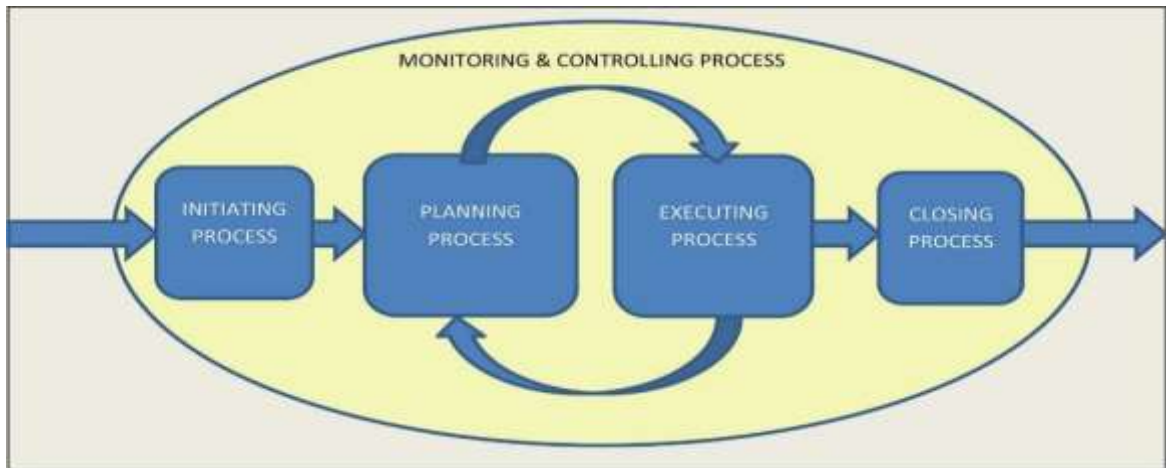 MONITORING & CONTROLLING PROCESS
INITIATING
PROCESS
PLANNING
PROCESS
EXECUTING
PROCESS
CLOSING
PROCESS